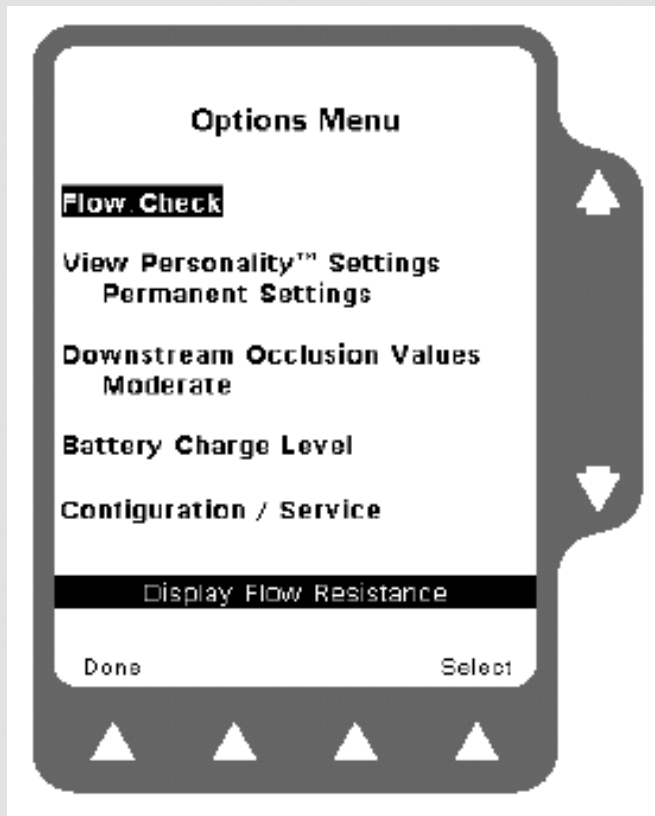 Options Menu
Flow Check
View Personality™ Settings
Permanent Settings
Downstream Occlusion Values
Moderate
Battery Charge Level
Configuration / Service
Display Flow Resistance
Done Select